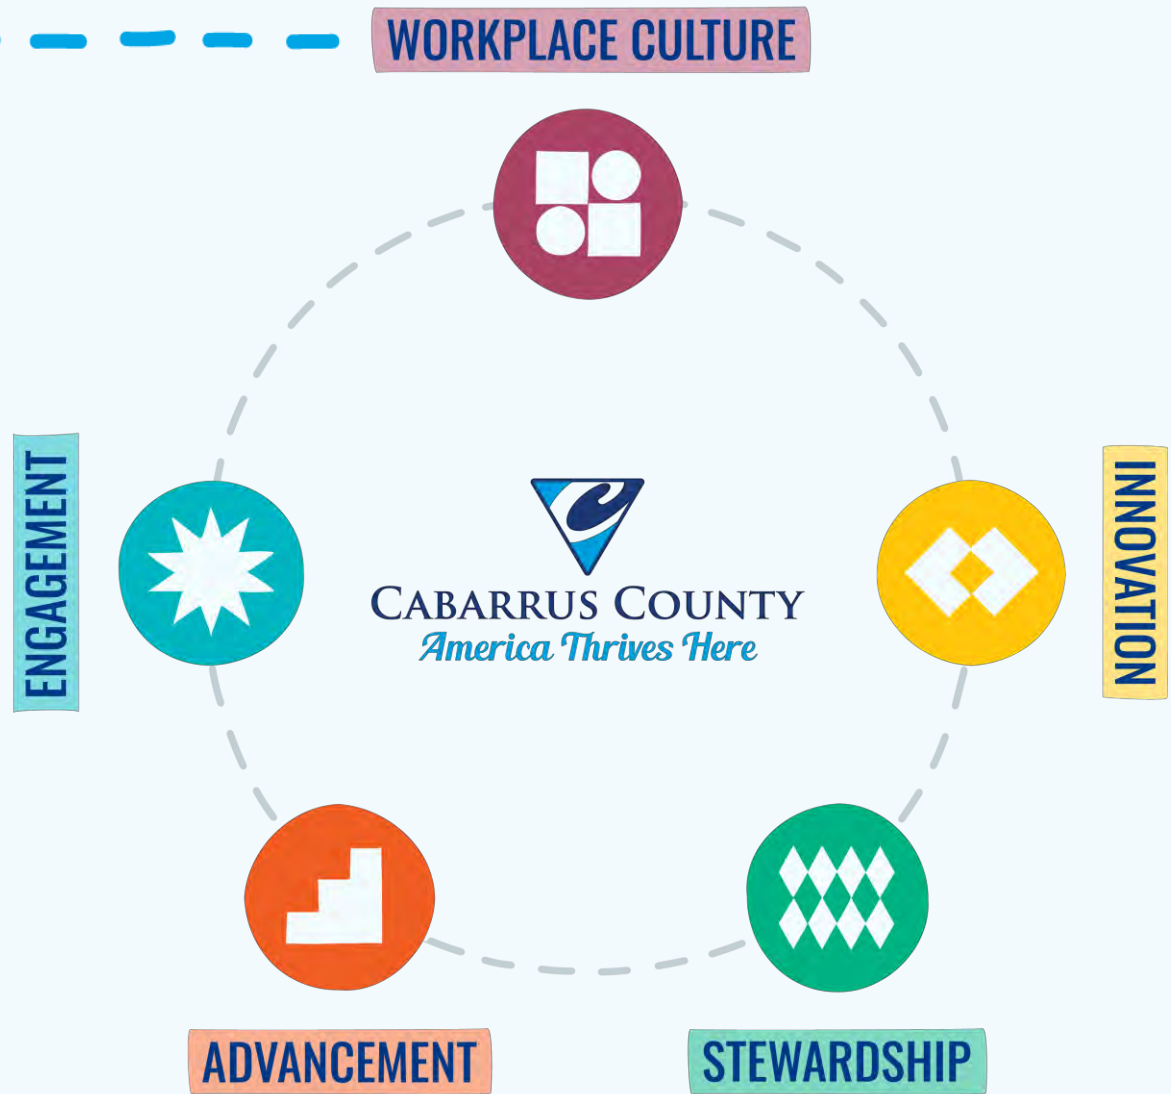 WORKPLACE CULTURE
ENGAGEMENT
INNOVATION
CABARRUS COUNTY
America Thrives Here
ADVANCEMENT
STEWARDSHIP